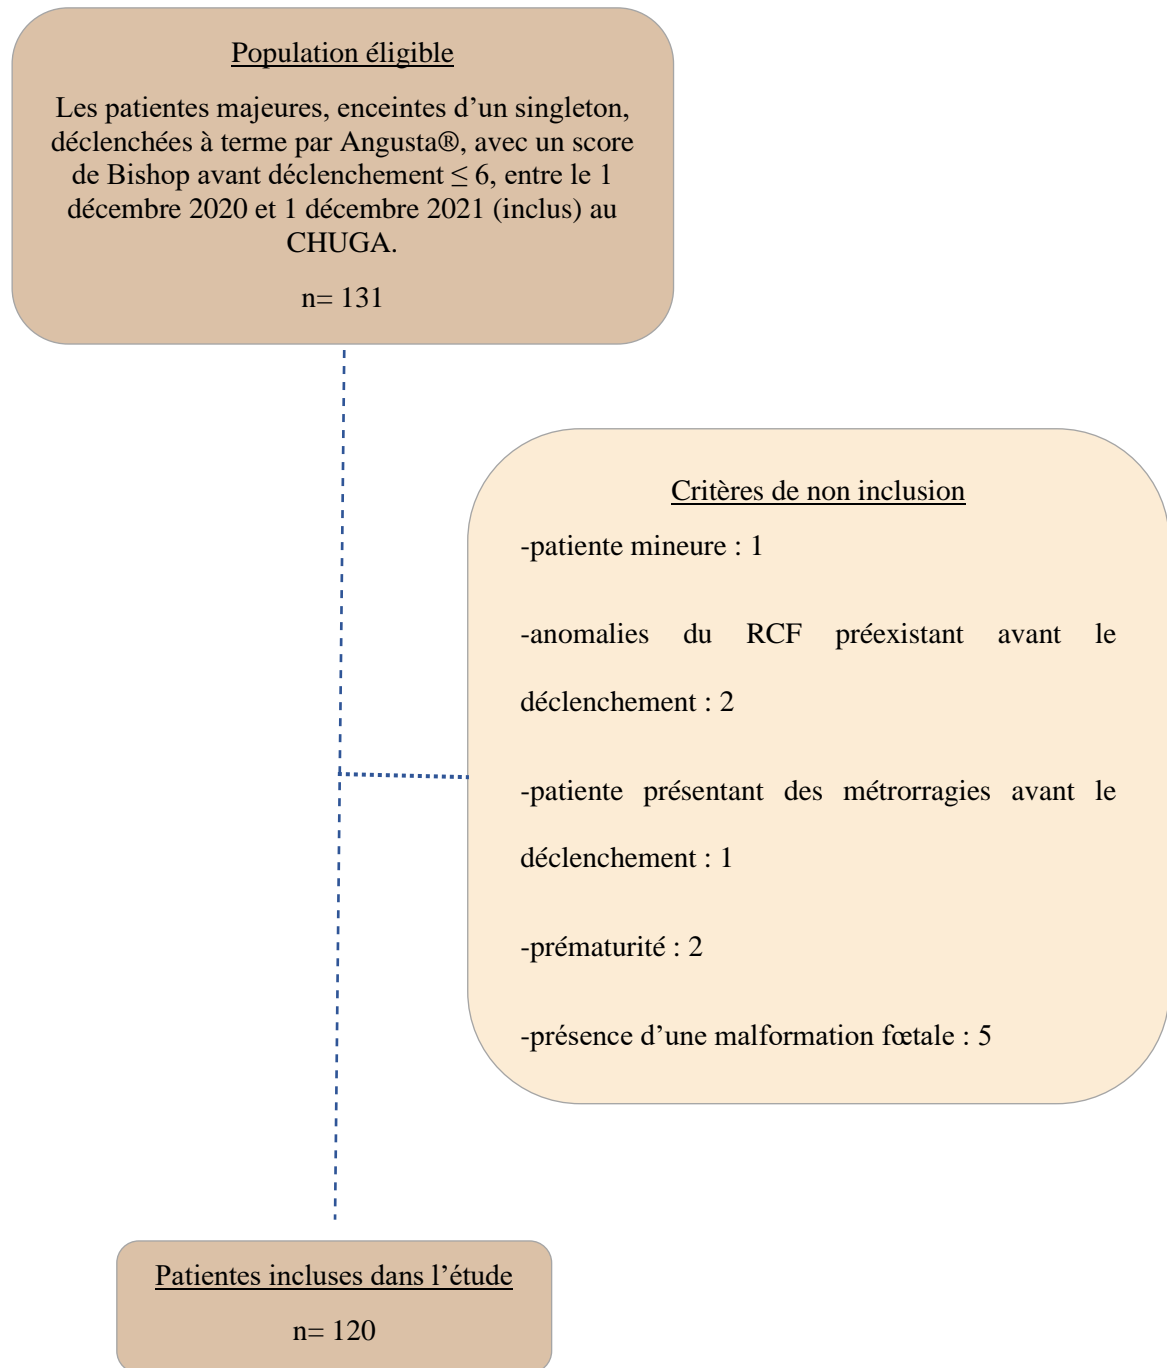 Population éligible
Les patientes majeures, enceintes d’un singleton,
déclenchées à terme par Angusta®, avec un score
de Bishop avant déclenchement ≤ 6, entre le 1
décembre 2020 et 1 décembre 2021 (inclus) au
CHUGA.
n= 131
Critères de non inclusion
-patiente mineure : 1
-anomalies du RCF préexistant avant le
déclenchement : 2
-patiente présentant des métrorragies avant le
déclenchement : 1
-prématurité : 2
-présence d’une malformation fœtale : 5
Patientes incluses dans l’étude
n= 120